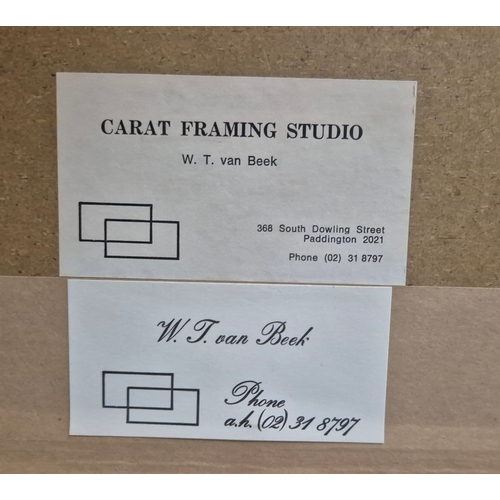 CARAT FRAMING STUDIO
W. T. van Beek
368 South Dowling Street
Paddington 2021
Phone (02) 31 8797
W. T. van Beek
Phone
a.h. (02) 31 8797